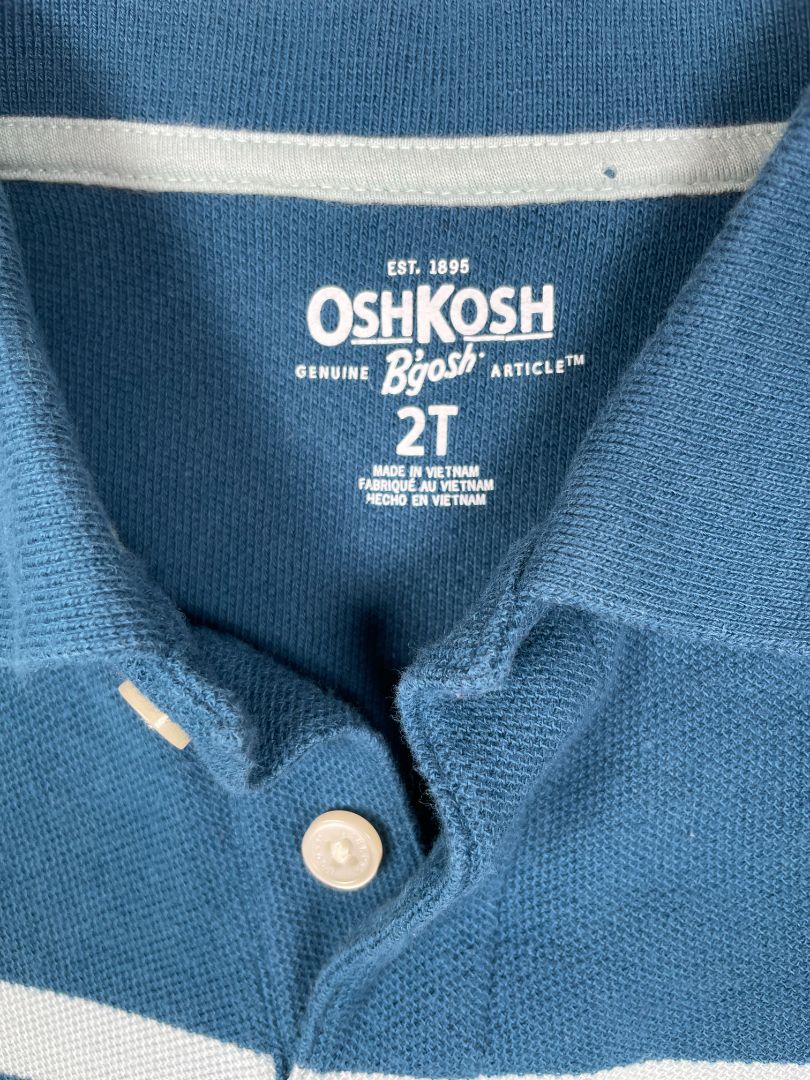 EST. 1895
OSHKOSH
GENUINE B'gosh ARTICLE™
2T
MADE IN VIETNAM
FABRIQUÉ AU VIETNAM
HECHO EN VIETNAM